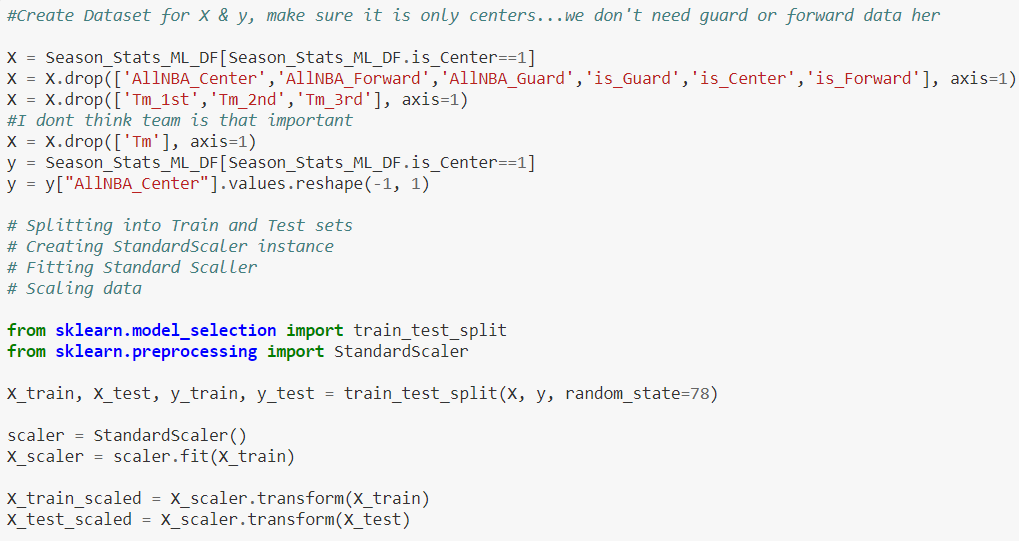 #Create Dataset for X & y, make sure it is only centers...we don't need guard or forward data her
X = Season_Stats_ML_DF[Season_Stats_ML_DF.is_Center==1]
X = X.drop(['AllNBA_Center','AllNBA_Forward','AllNBA_Guard','is_Guard','is_Center','is_Forward'], axis=1)
X = X.drop(['Tm_1st','Tm_2nd','Tm_3rd'], axis=1)
#I dont think team is that important
X = X.drop(['Tm'], axis=1)
y = Season_Stats_ML_DF[Season_Stats_ML_DF.is_Center==1]
y = y["AllNBA_Center"].values.reshape(-1, 1)
# Splitting into Train and Test sets
# Creating StandardScaler instance
# Fitting Standard Scaller
# Scaling data
from sklearn.model_selection import train_test_split
from sklearn.preprocessing import StandardScaler
X_train, X_test, y_train, y_test = train_test_split(X, y, random_state=78)
scaler = StandardScaler()
X_scaler = scaler.fit(X_train)
X_train_scaled = X_scaler.transform(X_train)
X_test_scaled = X_scaler.transform(X_test)